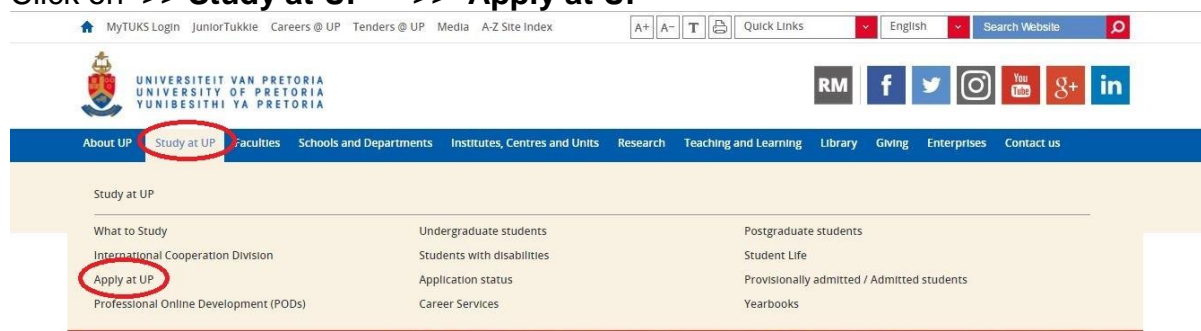 Click on >> Study at UP >> Apply at UP
MyTUKS Login JuniorTukkie Careers @ UP Tenders @ UP Media A-Z Site Index A+ A- T Quick Links English Search Website
UNIVERSITEIT VAN PRETORIA
UNIVERSITY OF PRETORIA
YUNIBESITHI YA PRETORIA
RM f You Tube g+ in
About UP Study at UP Faculties Schools and Departments Institutes, Centres and Units Research Teaching and Learning Library Giving Enterprises Contact us
Study at UP
What to Study Undergraduate students Postgraduate students
International Cooperation Division Students with disabilities Student Life
Apply at UP Application status Provisionally admitted / Admitted students
Professional Online Development (PODs) Career Services Yearbooks